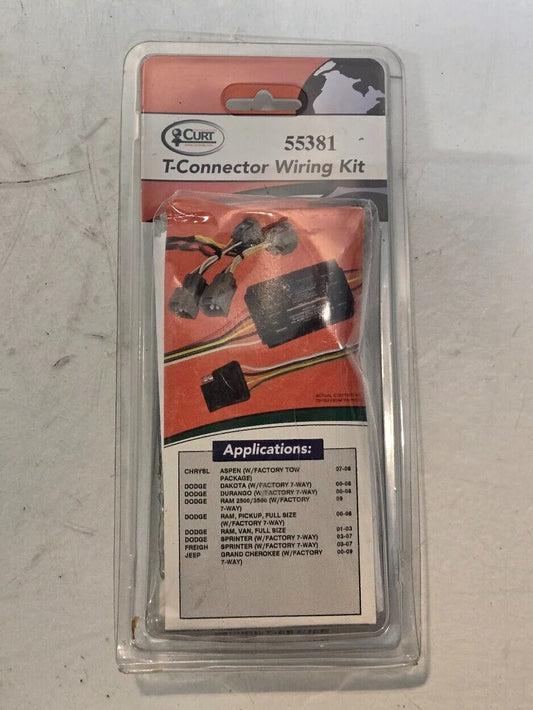 CURT
55381
T-Connector Wiring Kit
Applications:
CHRYSL ASPEN (W/FACTORY TOW 07-08
PACKAGE)
DODGE DAKOTA (W/FACTORY 7-WAY) 00-08
DODGE DURANGO (W/FACTORY 7-WAY) 00-08
DODGE RAM 2500/3500 (W/FACTORY 09
7-WAY)
DODGE RAM, PICKUP, FULL SIZE 00-08
(W/FACTORY 7-WAY)
DODGE RAM, VAN, FULL SIZE 01-03
DODGE SPRINTER (W/FACTORY 7-WAY) 03-07
FREIGH SPRINTER (W/FACTORY 7-WAY) 03-07
JEEP GRAND CHEROKEE (W/FACTORY 00-09
7-WAY)